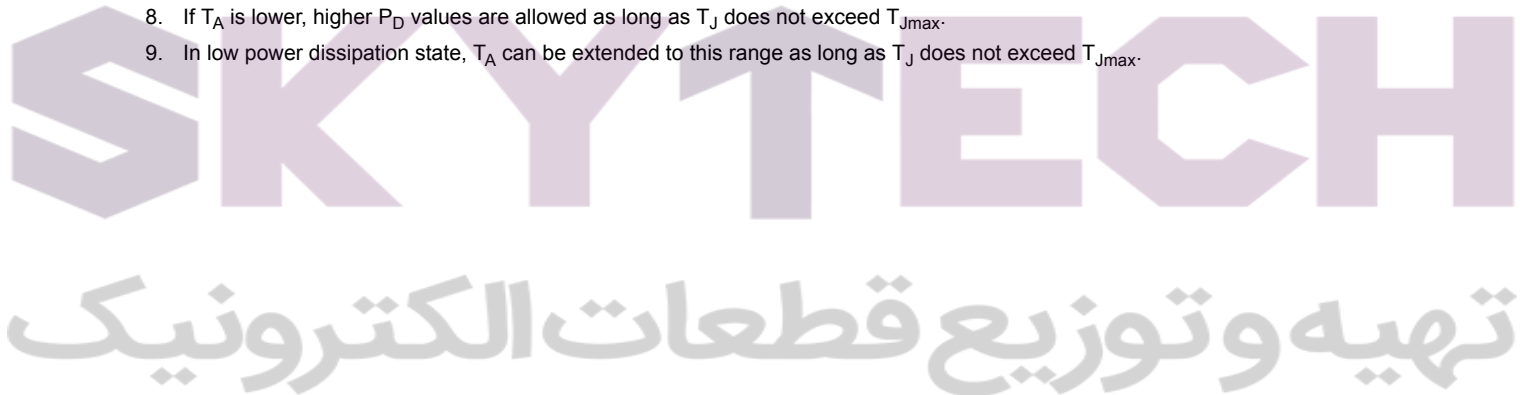 8. If TA is lower, higher PD values are allowed as long as TJ does not exceed TJmax.
9. In low power dissipation state, TA can be extended to this range as long as TJ does not exceed TJmax.
SKYTECH
تهیه و توزیع قطعات الکترونیک